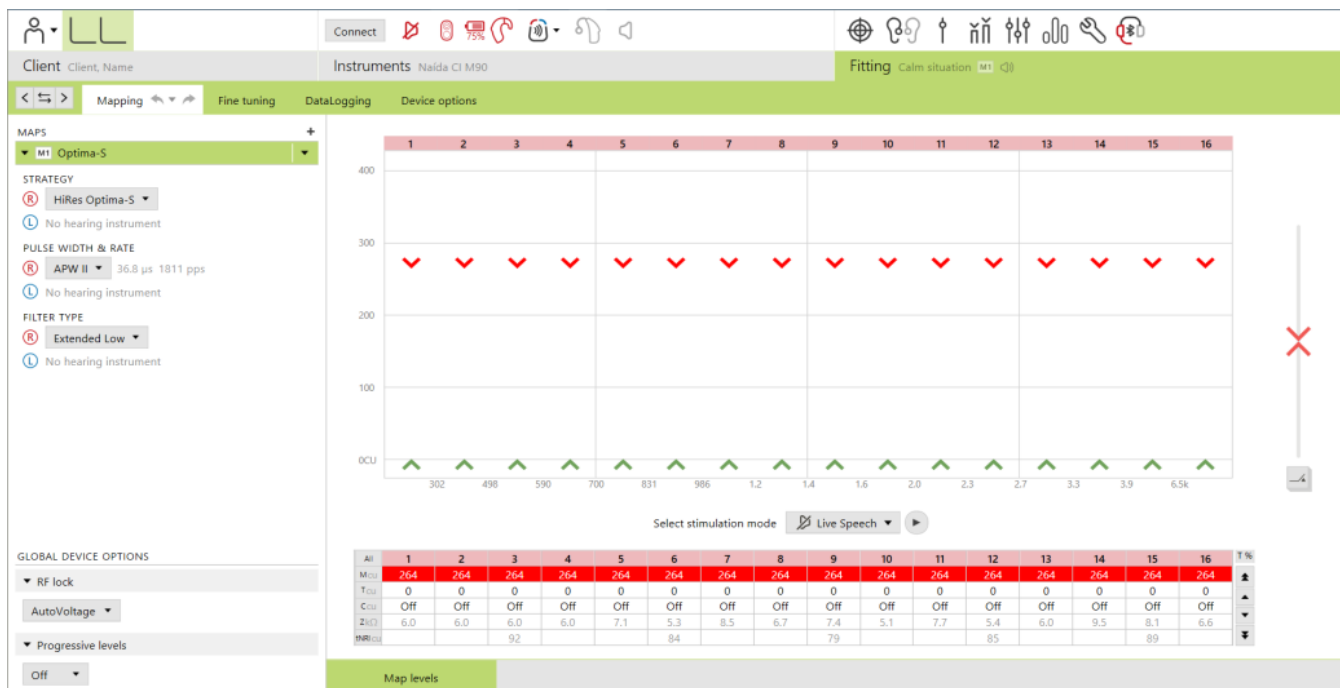 Connect 75%
Client Client, Name Instruments Naída CI M90 Fitting Calm situation M1
Mapping Fine tuning DataLogging Device options
MAPS +
M1 Optima-S
STRATEGY
R HiRes Optima-S
L No hearing instrument
PULSE WIDTH & RATE
R APW II 36.8 µs 1811 pps
L No hearing instrument
FILTER TYPE
R Extended Low
L No hearing instrument
GLOBAL DEVICE OPTIONS
RF lock
AutoVoltage
Progressive levels
Off
1 2 3 4 5 6 7 8 9 10 11 12 13 14 15 16
400
300
200
100
0CU
302 498 590 700 831 986 1.2 1.4 1.6 2.0 2.3 2.7 3.3 3.9 6.5k
Select stimulation mode Live Speech
All 1 2 3 4 5 6 7 8 9 10 11 12 13 14 15 16 T %
M CU 264 264 264 264 264 264 264 264 264 264 264 264 264 264 264 264
T CU 0 0 0 0 0 0 0 0 0 0 0 0 0 0 0 0
C CU Off Off Off Off Off Off Off Off Off Off Off Off Off Off Off Off
Z kΩ 6.0 6.0 6.0 6.0 7.1 5.3 8.5 6.7 7.4 5.1 7.7 5.4 6.0 9.5 8.1 6.6
tNRI CU 92 84 79 85 89
Map levels